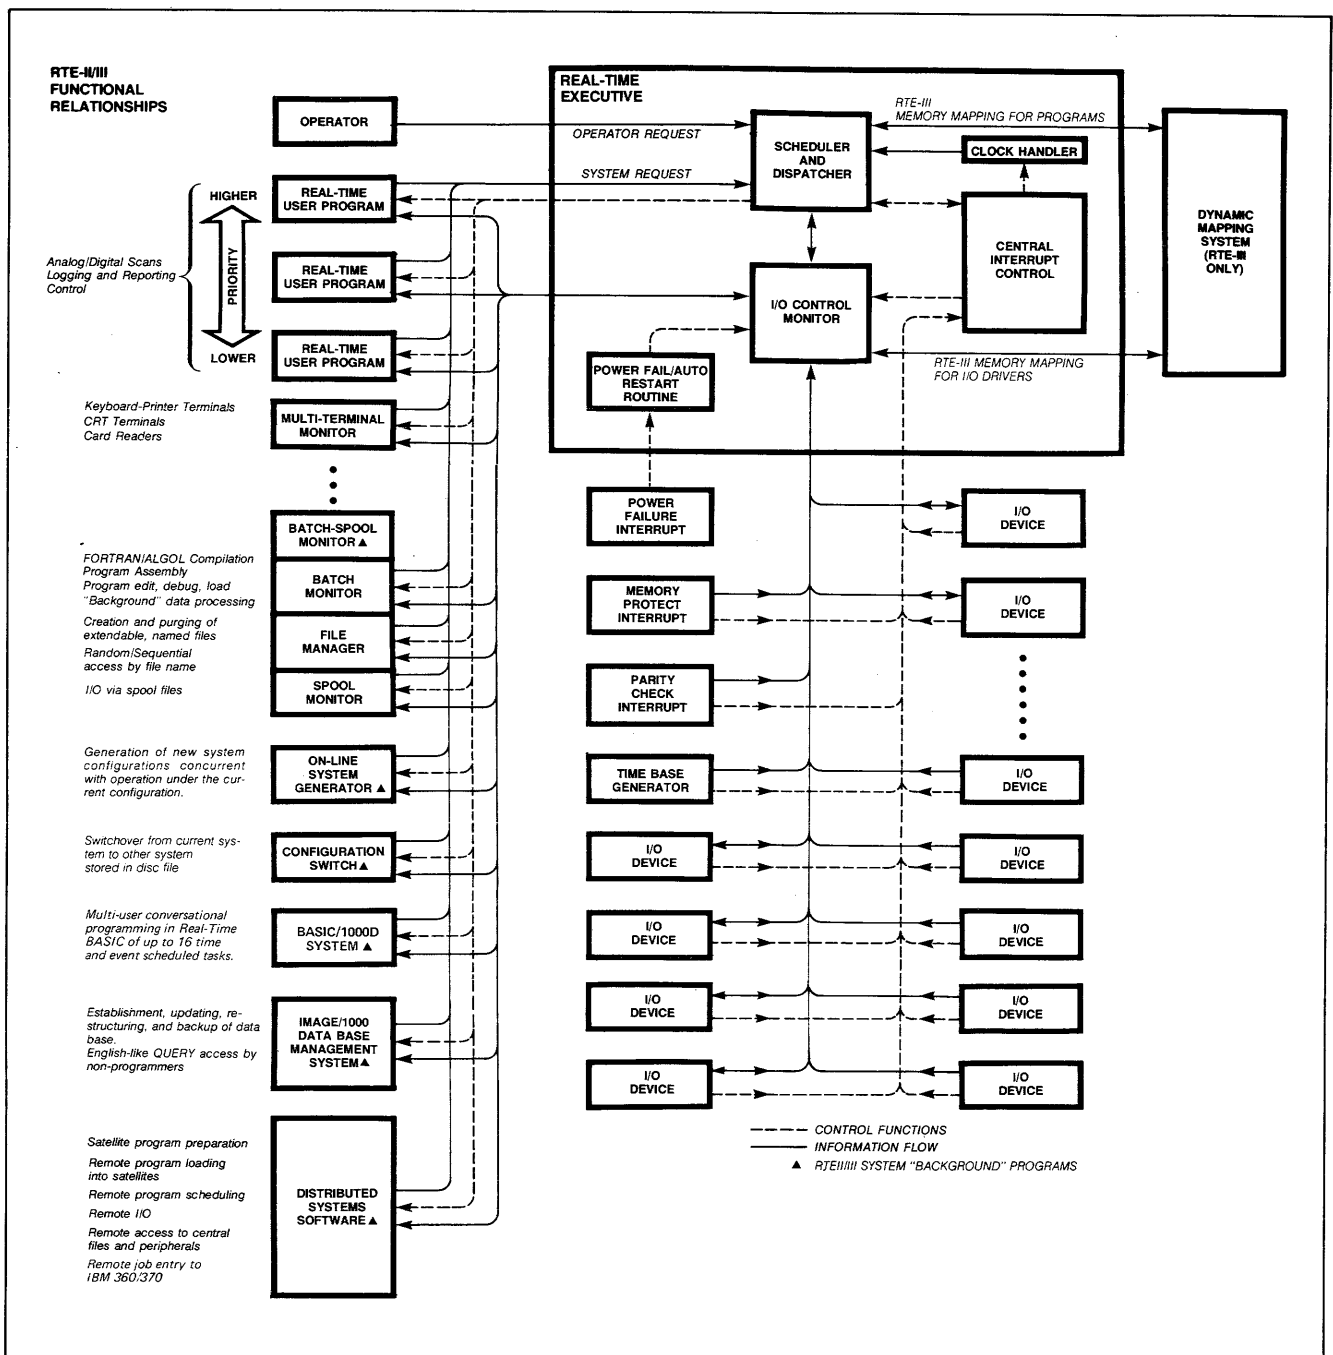 RTE-II/III
FUNCTIONAL
RELATIONSHIPS
OPERATOR
OPERATOR REQUEST
HIGHER
PRIORITY
LOWER
Analog/Digital Scans
Logging and Reporting
Control
REAL-TIME
USER PROGRAM
SYSTEM REQUEST
REAL-TIME
USER PROGRAM
REAL-TIME
USER PROGRAM
Keyboard-Printer Terminals
CRT Terminals
Card Readers
MULTI-TERMINAL
MONITOR
BATCH-SPOOL
MONITOR ▲
FORTRAN/ALGOL Compilation
Program Assembly
Program edit, debug, load
"Background" data processing
BATCH
MONITOR
Creation and purging of
extendable, named files
Random/Sequential
access by file name
FILE
MANAGER
I/O via spool files
SPOOL
MONITOR
Generation of new system
configurations concurrent
with operation under the cur-
rent configuration.
ON-LINE
SYSTEM
GENERATOR ▲
Switchover from current sys-
tem to other system
stored in disc file
CONFIGURATION
SWITCH ▲
Multi-user conversational
programming in Real-Time
BASIC of up to 16 time
and event scheduled tasks.
BASIC/1000D
SYSTEM ▲
Establishment, updating, re-
structuring, and backup of data
base.
English-like QUERY access by
non-programmers
IMAGE/1000
DATA BASE
MANAGEMENT
SYSTEM ▲
Satellite program preparation
Remote program loading
into satellites
Remote program scheduling
Remote I/O
Remote access to central
files and peripherals
Remote job entry to
IBM 360/370
DISTRIBUTED
SYSTEMS
SOFTWARE ▲
REAL-TIME
EXECUTIVE
SCHEDULER
AND
DISPATCHER
RTE-III
MEMORY MAPPING FOR PROGRAMS
CLOCK HANDLER
CENTRAL
INTERRUPT
CONTROL
I/O CONTROL
MONITOR
POWER FAIL/AUTO
RESTART
ROUTINE
RTE-III MEMORY MAPPING
FOR I/O DRIVERS
DYNAMIC
MAPPING
SYSTEM
(RTE-III
ONLY)
POWER
FAILURE
INTERRUPT
I/O
DEVICE
MEMORY
PROTECT
INTERRUPT
I/O
DEVICE
PARITY
CHECK
INTERRUPT
TIME BASE
GENERATOR
I/O
DEVICE
I/O
DEVICE
I/O
DEVICE
I/O
DEVICE
I/O
DEVICE
I/O
DEVICE
I/O
DEVICE
I/O
DEVICE
I/O
DEVICE
CONTROL FUNCTIONS
INFORMATION FLOW
▲ RTEII/III SYSTEM "BACKGROUND" PROGRAMS